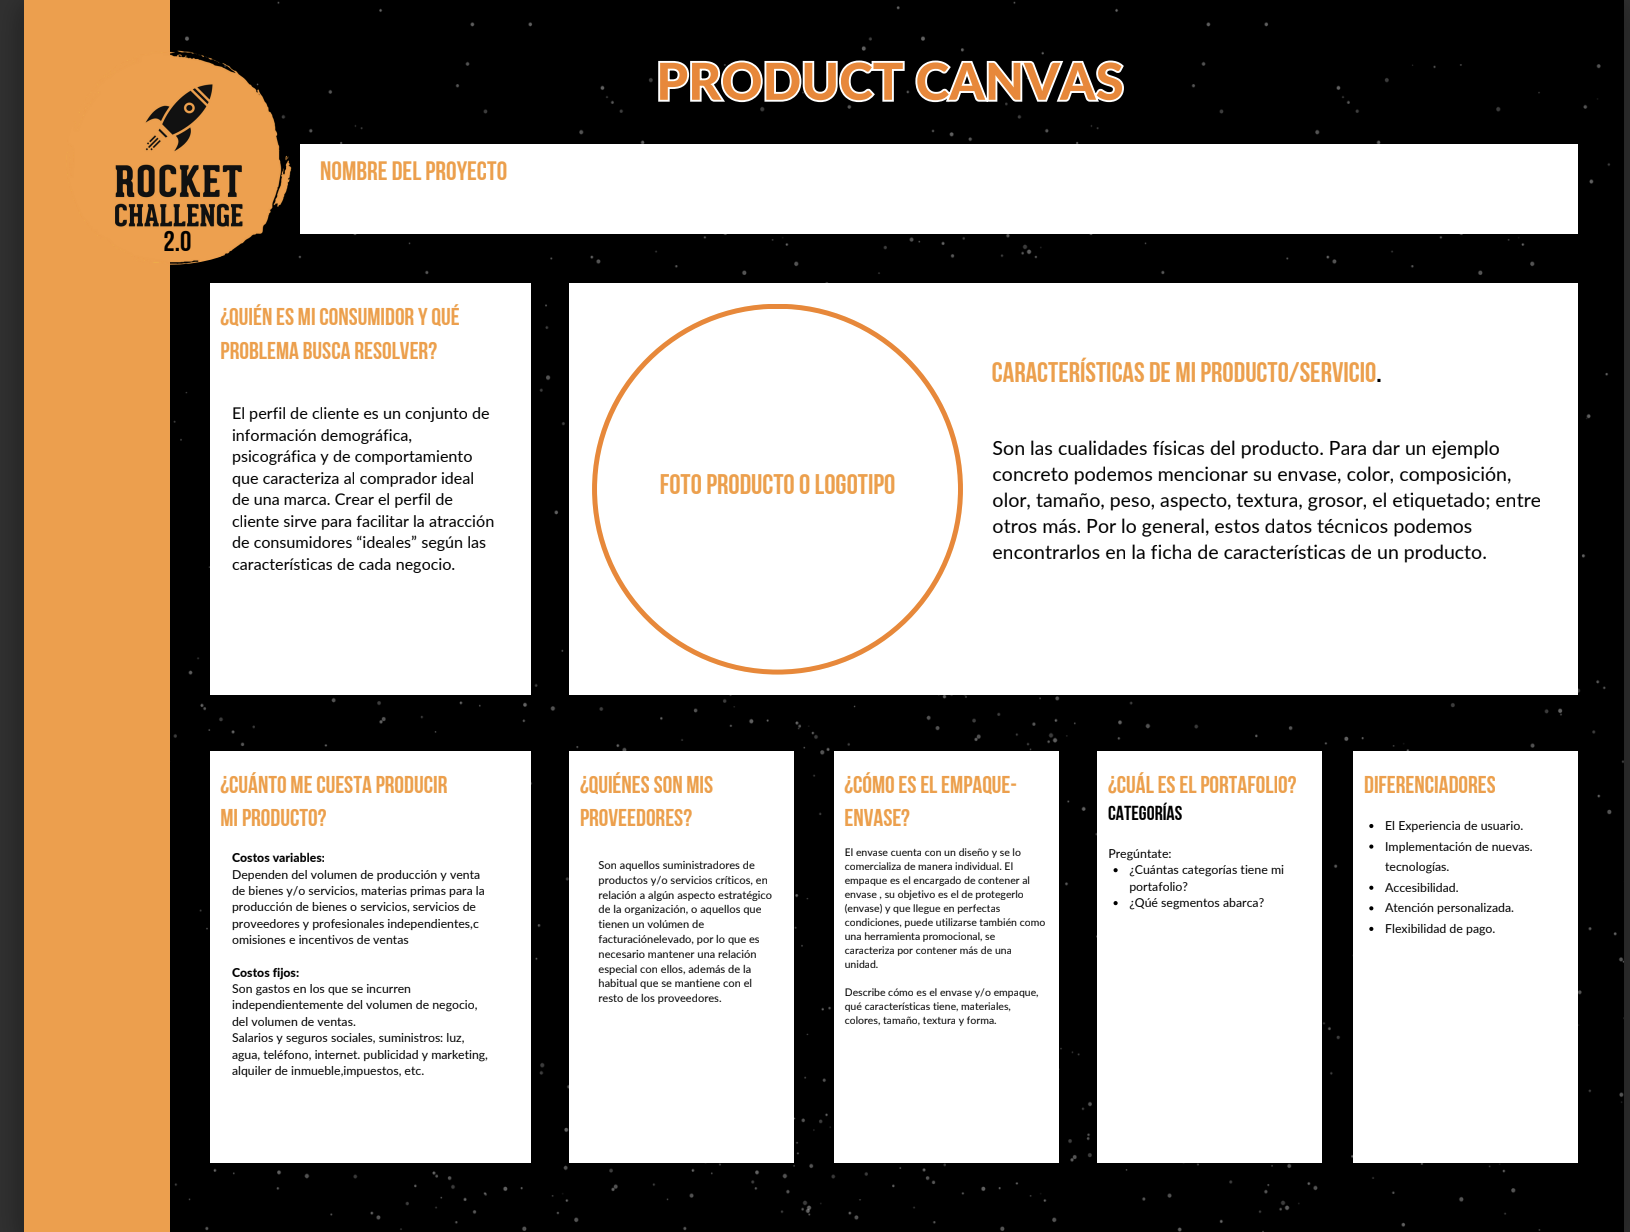 PRODUCT CANVAS
ROCKET
CHALLENGE
2.0
NOMBRE DEL PROYECTO
¿QUIÉN ES MI CONSUMIDOR Y QUÉ
PROBLEMA BUSCA RESOLVER?
El perfil de cliente es un conjunto de
información demográfica,
psicográfica y de comportamiento
que caracteriza al comprador ideal
de una marca. Crear el perfil de
cliente sirve para facilitar la atracción
de consumidores “ideales” según las
características de cada negocio.
FOTO PRODUCTO O LOGOTIPO
CARACTERÍSTICAS DE MI PRODUCTO/SERVICIO.
Son las cualidades físicas del producto. Para dar un ejemplo
concreto podemos mencionar su envase, color, composición,
olor, tamaño, peso, aspecto, textura, grosor, el etiquetado; entre
otros más. Por lo general, estos datos técnicos podemos
encontrarlos en la ficha de características de un producto.
¿CUÁNTO ME CUESTA PRODUCIR
MI PRODUCTO?
Costos variables:
Dependen del volumen de producción y venta
de bienes y/o servicios, materias primas para la
producción de bienes o servicios, servicios de
proveedores y profesionales independientes,c
omisiones e incentivos de ventas
Costos fijos:
Son gastos en los que se incurren
independientemente del volumen de negocio,
del volumen de ventas.
Salarios y seguros sociales, suministros: luz,
agua, teléfono, internet. publicidad y marketing,
alquiler de inmueble,impuestos, etc.
¿QUIÉNES SON MIS
PROVEEDORES?
Son aquellos suministradores de
productos y/o servicios críticos, en
relación a algún aspecto estratégico
de la organización, o aquellos que
tienen un volúmen de
facturaciónelevado, por lo que es
necesario mantener una relación
especial con ellos, además de la
habitual que se mantiene con el
resto de los proveedores.
¿CÓMO ES EL EMPAQUE-
ENVASE?
El envase cuenta con un diseño y se lo
comercializa de manera individual. El
empaque es el encargado de contener al
envase , su objetivo es el de protegerlo
(envase) y que llegue en perfectas
condiciones, puede utilizarse también como
una herramienta promocional, se
caracteriza por contener más de una
unidad.
Describe cómo es el envase y/o empaque,
qué características tiene, materiales,
colores, tamaño, textura y forma.
¿CUÁL ES EL PORTAFOLIO?
CATEGORÍAS
Pregúntate:
• ¿Cuántas categorías tiene mi
portafolio?
• ¿Qúé segmentos abarca?
DIFERENCIADORES
• El Experiencia de usuario.
• Implementación de nuevas.
tecnologías.
• Accesibilidad.
• Atención personalizada.
• Flexibilidad de pago.